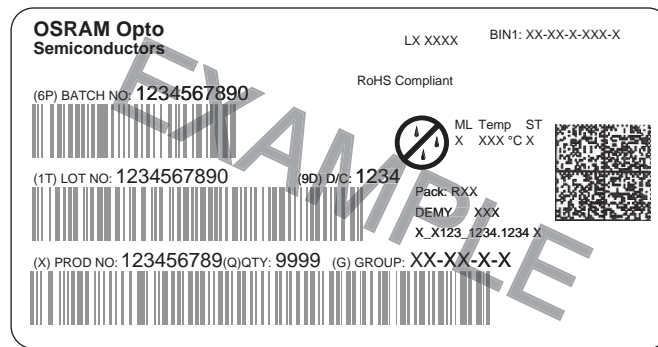 OSRAM Opto
Semiconductors
LX XXXX
BIN1: XX-XX-X-XXX-X
RoHS Compliant
(6P) BATCH NO: 1234567890
ML Temp ST
X XXX °C X
(1T) LOT NO: 1234567890 (9D) D/C: 1234
Pack: RXX
DEMY XXX
X_X123_1234.1234 X
(X) PROD NO: 123456789(Q)QTY: 9999 (G) GROUP: XX-XX-X-X
EXAMPLE